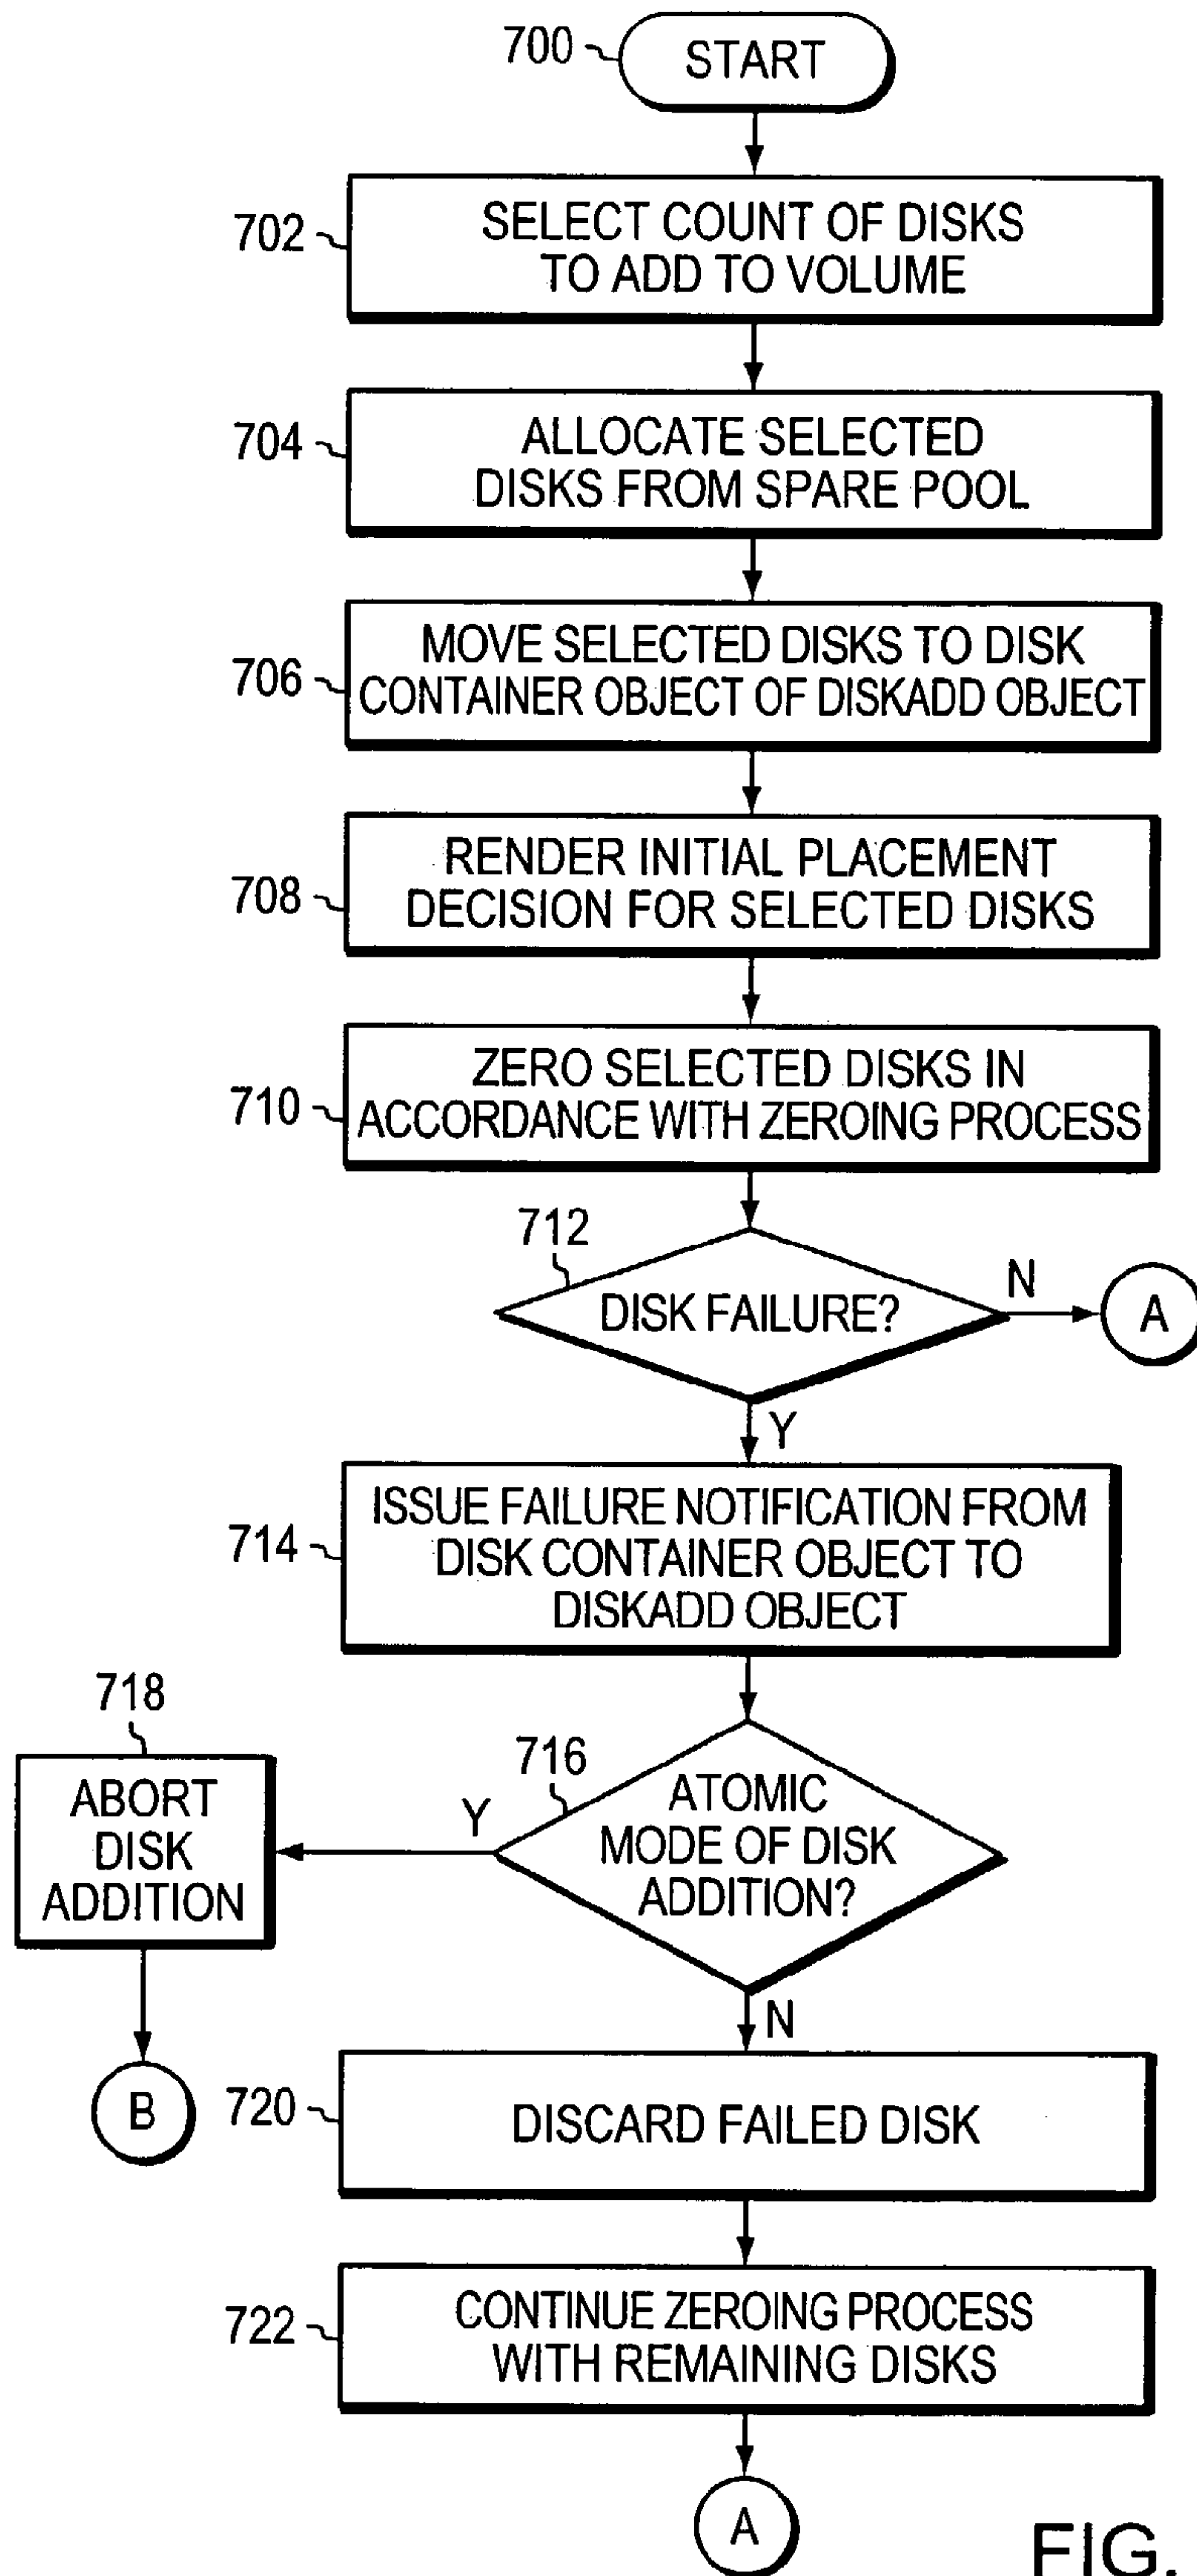 700
START
702
SELECT COUNT OF DISKS
TO ADD TO VOLUME
704
ALLOCATE SELECTED
DISKS FROM SPARE POOL
706
MOVE SELECTED DISKS TO DISK
CONTAINER OBJECT OF DISKADD OBJECT
708
RENDER INITIAL PLACEMENT
DECISION FOR SELECTED DISKS
710
ZERO SELECTED DISKS IN
ACCORDANCE WITH ZEROING PROCESS
712
DISK FAILURE?
N
A
Y
714
ISSUE FAILURE NOTIFICATION FROM
DISK CONTAINER OBJECT TO
DISKADD OBJECT
716
ATOMIC
MODE OF DISK
ADDITION?
Y
718
ABORT
DISK
ADDITION
B
N
720
DISCARD FAILED DISK
722
CONTINUE ZEROING PROCESS
WITH REMAINING DISKS
A
FIG.